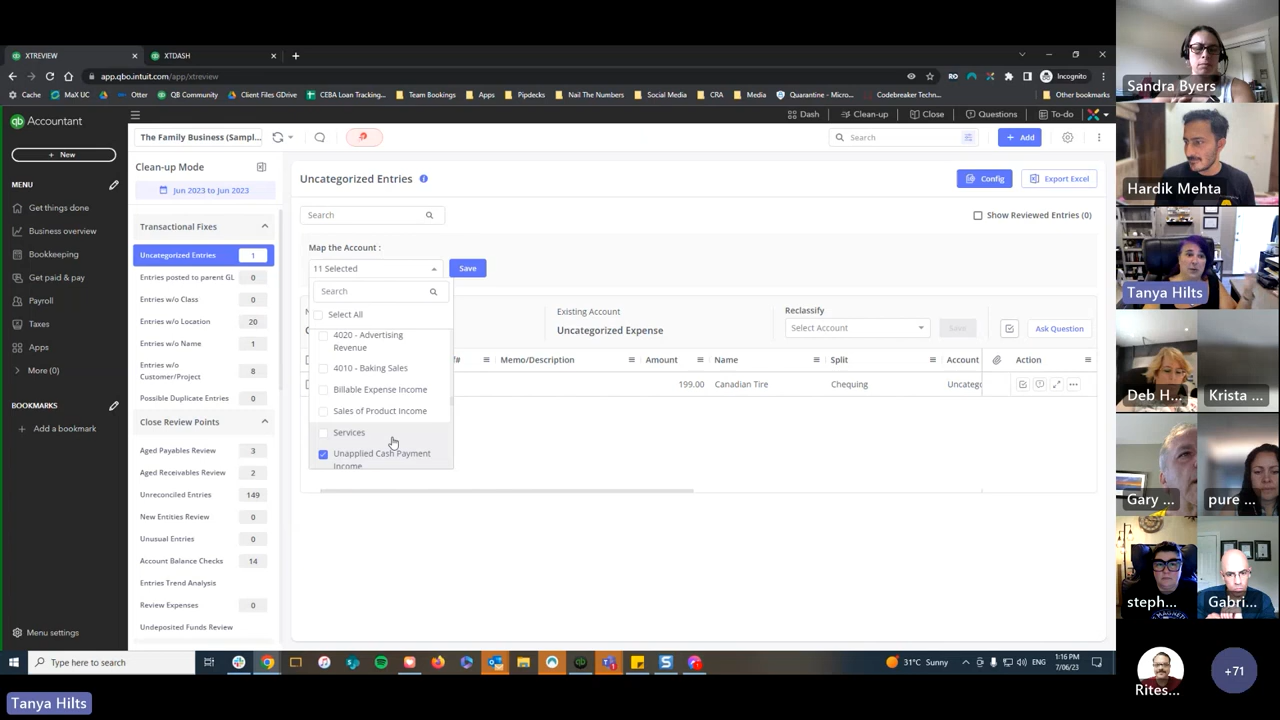 XTREVIEW
XTDASH
app.qbo.intuit.com/app/xtreview
Incognito
Cache
MaX UC
Otter
QB Community
Client Files GDrive
CEBA Loan Tracking...
Team Books
Apps
Pipdecks
Nail The Numbers
Social Media
CRA
Media
Quarantine - Micros...
Codebreaker Techn...
Other bookmarks
qb Accountant
Dash
Clean-up
Close
Questions
To-do
+ New
The Family Business (Sampl...
Search
+ Add
MENU
Get things done
Business overview
Bookkeeping
Get paid & pay
Payroll
Taxes
Apps
More (0)
BOOKMARKS
+ Add a bookmark
Menu settings
Clean-up Mode
Jun 2023 to Jun 2023
Transactional Fixes
Uncategorized Entries 1
Entries posted to parent GL 0
Entries w/o Class 0
Entries w/o Location 20
Entries w/o Name 1
Entries w/o
Customer/Project 8
Possible Duplicate Entries 0
Close Review Points
Aged Payables Review 3
Aged Receivables Review 2
Unreconciled Entries 149
New Entities Review 0
Unusual Entries 0
Account Balance Checks 14
Entries Trend Analysis
Review Expenses 0
Undeposited Funds Review
Uncategorized Entries
Config
Export Excel
Search
Show Reviewed Entries (0)
Map the Account :
11 Selected
Save
Search
Select All
4020 - Advertising
Revenue
4010 - Baking Sales
Billable Expense Income
Sales of Product Income
Services
Unapplied Cash Payment
Income
Existing Account
Uncategorized Expense
Reclassify
Select Account
Save
Ask Question
Memo/Description Amount Name Split Account Action
199.00 Canadian Tire Chequing Uncateg
Type here to search
31°C Sunny
ENG
1:16 PM
7/06/23
Tanya Hilts
Sandra Byers
Hardik Mehta
Tanya Hilts
Deb H...
Krista ...
Gary ...
pure ...
steph...
Gabri...
Rites...
+71